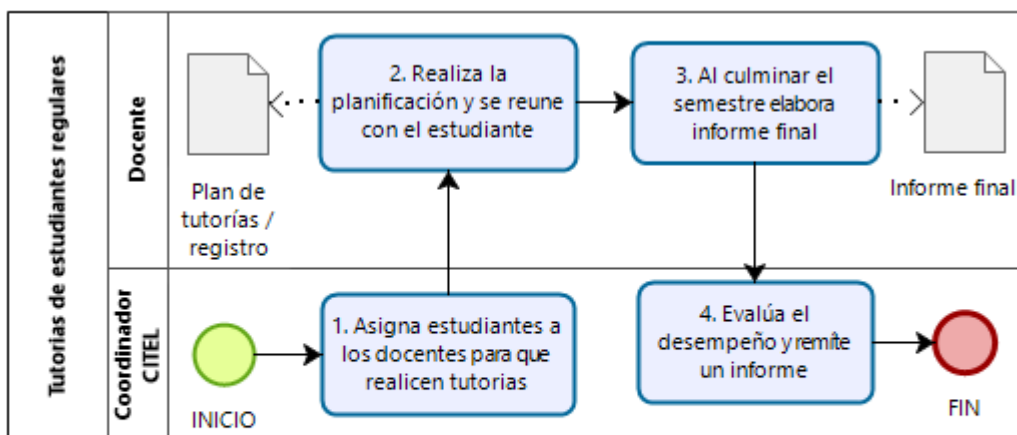 Tutorias de estudiantes regulares
Docente
Plan de
tutorías /
registro
2. Realiza la
planificación y se reune
con el estudiante
3. Al culminar el
semestre elabora
informe final
Informe final
Coordinador
CITEL
INICIO
1. Asigna estudiantes a
los docentes para que
realicen tutorias
4. Evalúa el
desempeño y remíte
un informe
FIN